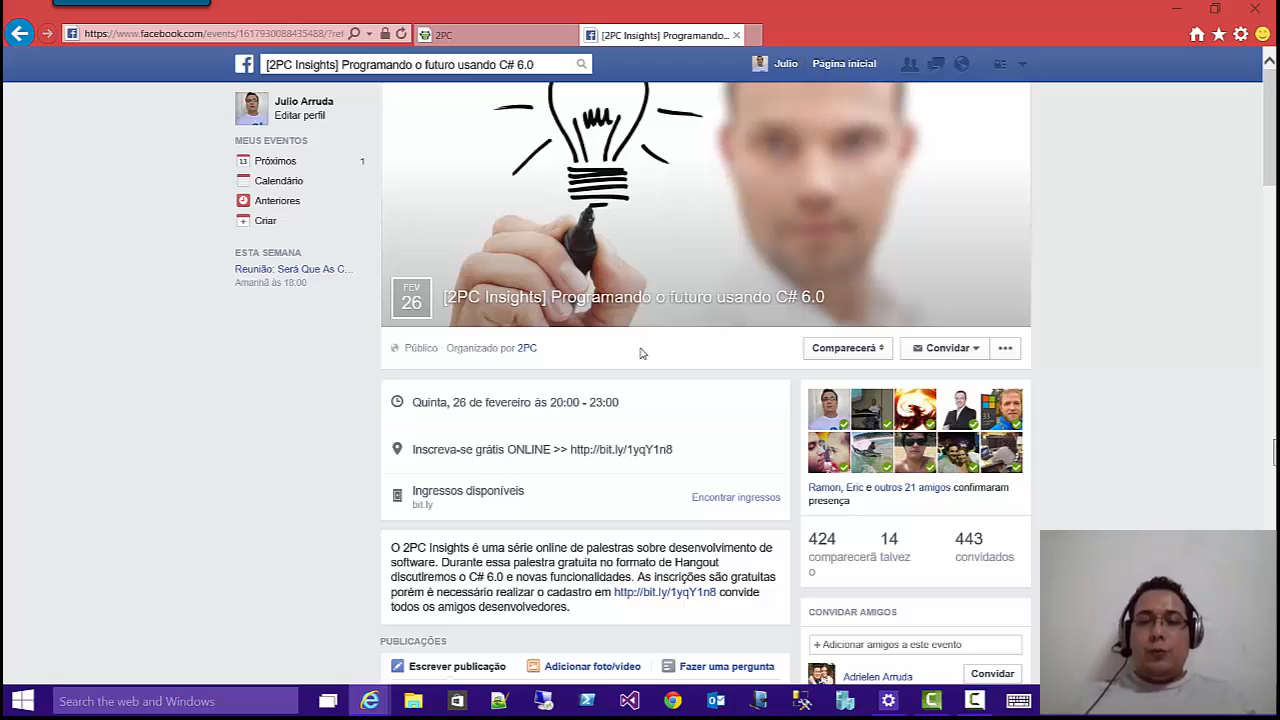 https://www.facebook.com/events/1617930088435488/?ref
2PC
[2PC Insights] Programando...
[2PC Insights] Programando o futuro usando C# 6.0
Julio
Página inicial
Julio Arruda
Editar perfil
MEUS EVENTOS
13 Próximos 1
Calendário
Anteriores
Criar
ESTA SEMANA
Reunião: Será Que As C...
Amanhã às 18:00
FEV
26
[2PC Insights] Programando o futuro usando C# 6.0
Público · Organizado por 2PC
Comparecerá
Convidar
Quinta, 26 de fevereiro às 20:00 - 23:00
Inscreva-se grátis ONLINE >> http://bit.ly/1yqY1n8
Ingressos disponíveis
bit.ly
Encontrar ingressos
O 2PC Insights é uma série online de palestras sobre desenvolvimento de
software. Durante essa palestra gratuita no formato de Hangout
discutiremos o C# 6.0 e novas funcionalidades. As inscrições são gratuitas
porém é necessário realizar o cadastro em http://bit.ly/1yqY1n8 convide
todos os amigos desenvolvedores.
PUBLICAÇÕES
Escrever publicação
Adicionar foto/vídeo
Fazer uma pergunta
Ramon, Eric e outros 21 amigos confirmaram
presença
424
comparecerã
o
14
talvez
443
convidados
CONVIDAR AMIGOS
+ Adicionar amigos a este evento
Adrielen Arruda
Convidar
Search the web and Windows